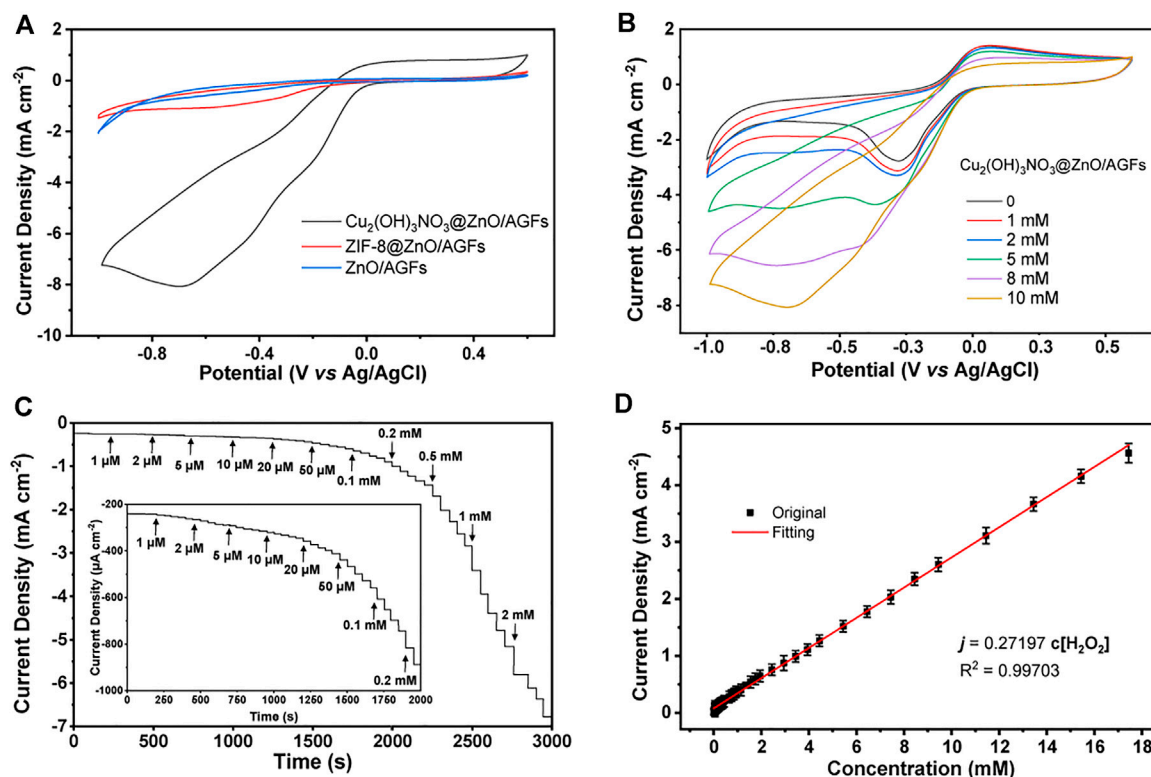 A
2
0
-2
-4
-6
-8
-10
Current Density (mA cm⁻²)
Cu₂(OH)₃NO₃@ZnO/AGFs
ZIF-8@ZnO/AGFs
ZnO/AGFs
-0.8
-0.4
0.0
0.4
Potential (V vs Ag/AgCl)
B
2
0
-2
-4
-6
-8
Current Density (mA cm⁻²)
Cu₂(OH)₃NO₃@ZnO/AGFs
0
1 mM
2 mM
5 mM
8 mM
10 mM
-1.0
-0.8
-0.5
-0.3
0.0
0.3
0.5
Potential (V vs Ag/AgCl)
C
0
-1
-2
-3
-4
-5
-6
-7
Current Density (mA cm⁻²)
1 µM
2 µM
5 µM
10 µM
20 µM
50 µM
0.1 mM
0.2 mM
0.5 mM
1 mM
2 mM
-200
-400
-600
-800
-1000
Current Density (µA cm⁻²)
1 µM
2 µM
5 µM
10 µM
20 µM
50 µM
0.1 mM
0.2 mM
0
250
500
750
1000
1250
1500
1750
2000
Time (s)
0
500
1000
1500
2000
2500
3000
Time (s)
D
5
4
3
2
1
0
Current Density (mA cm⁻²)
Original
Fitting
j = 0.27197 c[H₂O₂]
R² = 0.99703
0
2
4
6
8
10
12
14
16
18
Concentration (mM)